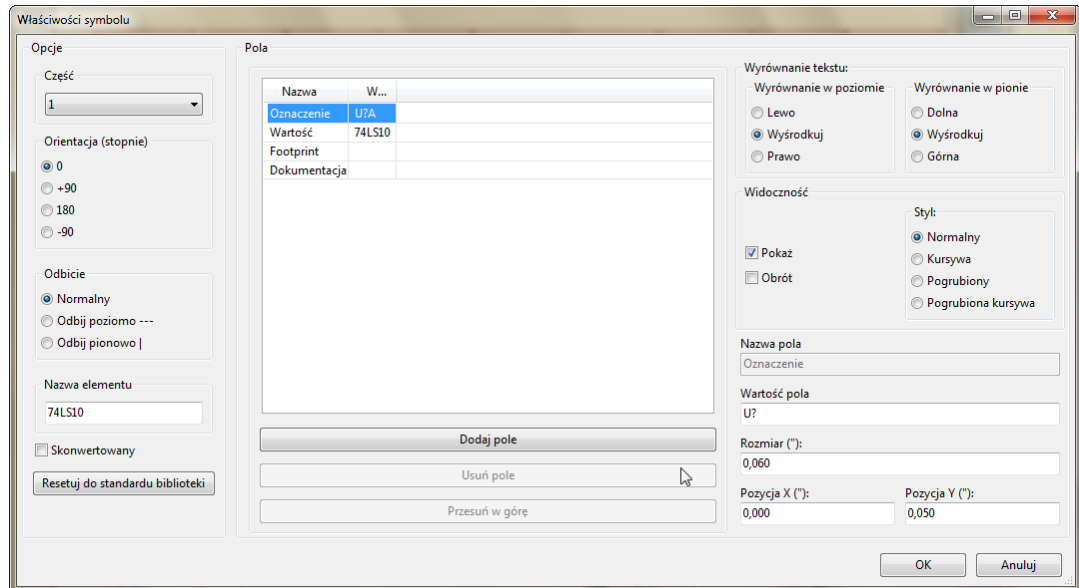 Właściwości symbolu
Opcje
Część
1
Orientacja (stopnie)
0
+90
180
-90
Odbicie
Normalny
Odbij poziomo ---
Odbij pionowo |
Nazwa elementu
74LS10
Skonwertowany
Resetuj do standardu biblioteki
Pola
Nazwa W...
Oznaczenie U?A
Wartość 74LS10
Footprint
Dokumentacja
Dodaj pole
Usuń pole
Przesuń w górę
Wyrównanie tekstu:
Wyrównanie w poziomie
Lewo
Wyśrodkuj
Prawo
Wyrównanie w pionie
Dolna
Wyśrodkuj
Górna
Widoczność
Pokaż
Obrót
Styl:
Normalny
Kursywa
Pogrubiony
Pogrubiona kursywa
Nazwa pola
Oznaczenie
Wartość pola
U?
Rozmiar ("):
0,060
Pozycja X ("):
0,000
Pozycja Y ("):
0,050
OK
Anuluj